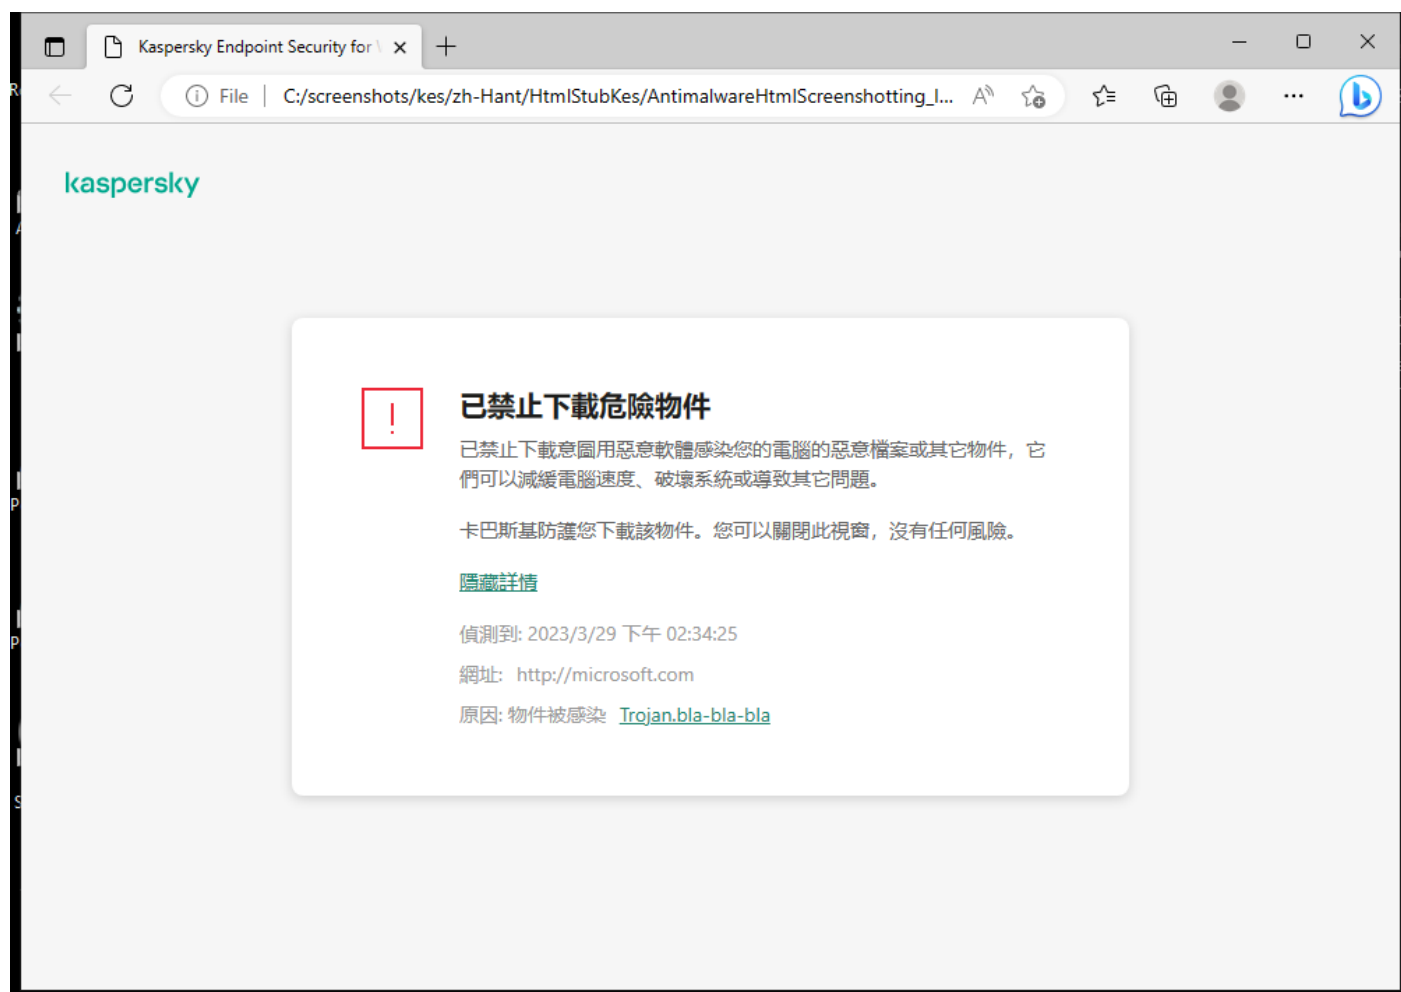 Kaspersky Endpoint Security for
File | C:/screenshots/kes/zh-Hant/HtmlStubKes/AntimalwareHtmlScreenshotting_I...
kaspersky
已禁止下載危險物件
已禁止下載意圖用惡意軟體感染您的電腦的惡意檔案或其它物件，它
們可以減緩電腦速度、破壞系統或導致其它問題。
卡巴斯基防護您下載該物件。您可以關閉此視窗，沒有任何風險。
隱藏詳情
偵測到: 2023/3/29 下午 02:34:25
網址: http://microsoft.com
原因: 物件被感染 Trojan.bla-bla-bla